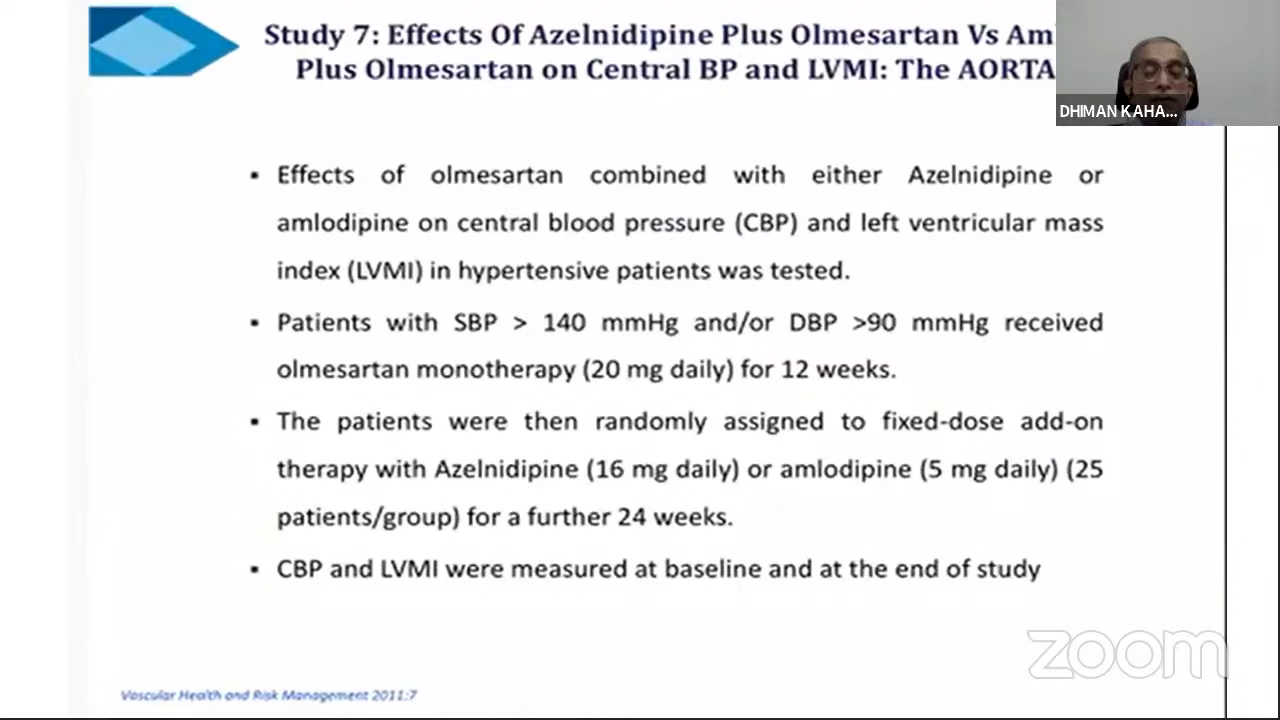 Study 7: Effects Of Azelnidipine Plus Olmesartan Vs Am
Plus Olmesartan on Central BP and LVMI: The AORTA
DHIMAN KAHA...
▪ Effects of olmesartan combined with either Azelnidipine or
amlodipine on central blood pressure (CBP) and left ventricular mass
index (LVMI) in hypertensive patients was tested.
▪ Patients with SBP > 140 mmHg and/or DBP >90 mmHg received
olmesartan monotherapy (20 mg daily) for 12 weeks.
▪ The patients were then randomly assigned to fixed-dose add-on
therapy with Azelnidipine (16 mg daily) or amlodipine (5 mg daily) (25
patients/group) for a further 24 weeks.
▪ CBP and LVMI were measured at baseline and at the end of study
zoom
Vascular Health and Risk Management 2011:7